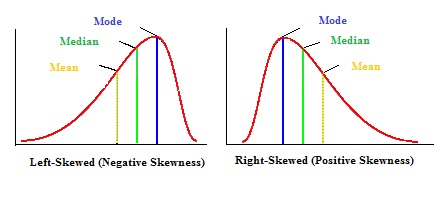 Mode
Median
Mean
Left-Skewed (Negative Skewness)
Mode
Median
Mean
Right-Skewed (Positive Skewness)